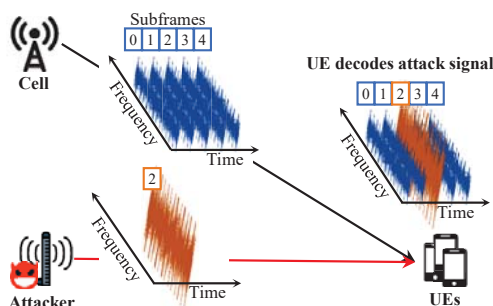 Subframes
0 1 2 3 4
Cell
Frequency
Time
UE decodes attack signal
0 1 2 3 4
Frequency
Time
2
Frequency
Time
Attacker
UEs